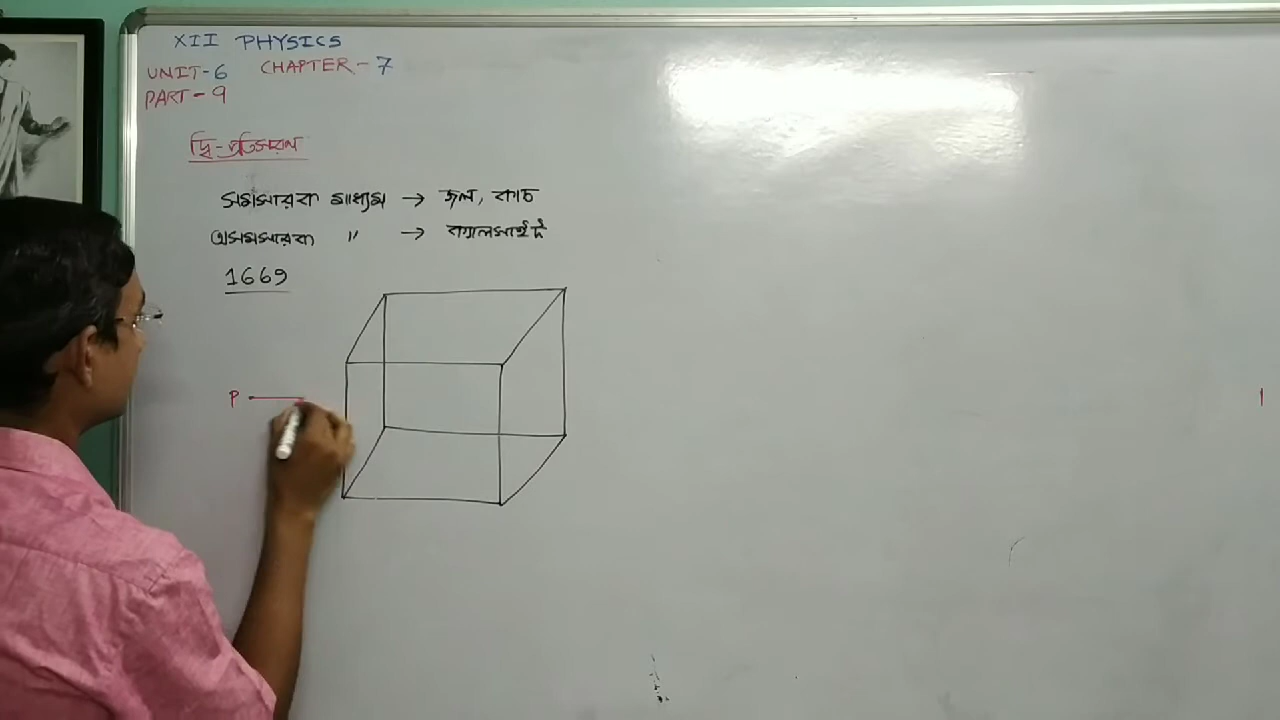 XII PHYSICS
UNIT-6 CHAPTER-7
PART-9
দ্বি-প্রতিসরণ
সমসারক মাধ্যম → জল, কাচ
অসমসারক " → ক্যালসাইট
1669
P